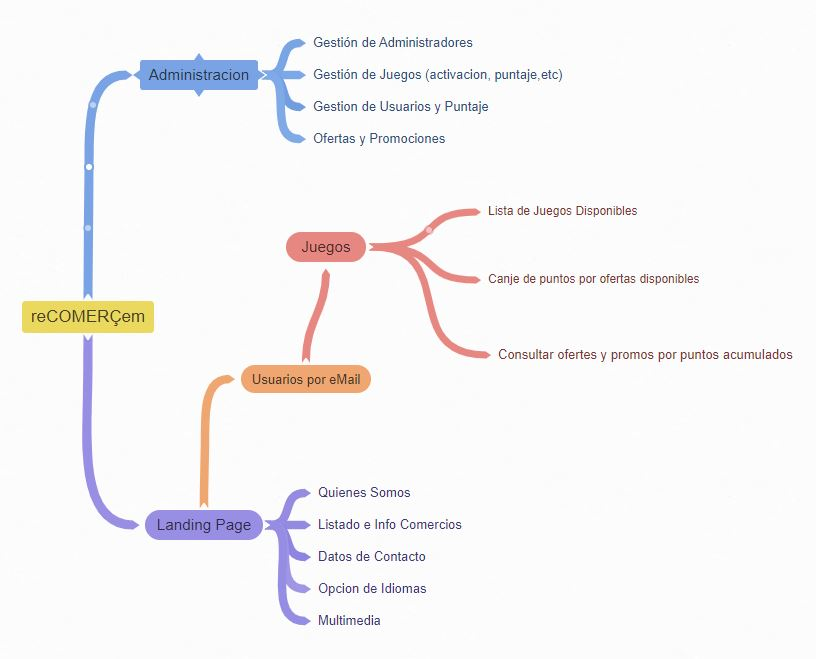 Gestión de Administradores
Administracion
Gestión de Juegos (activacion, puntaje,etc)
Gestion de Usuarios y Puntaje
Ofertas y Promociones
Lista de Juegos Disponibles
Juegos
Canje de puntos por ofertas disponibles
reCOMERÇem
Consultar ofertes y promos por puntos acumulados
Usuarios por eMail
Quienes Somos
Landing Page
Listado e Info Comercios
Datos de Contacto
Opcion de Idiomas
Multimedia